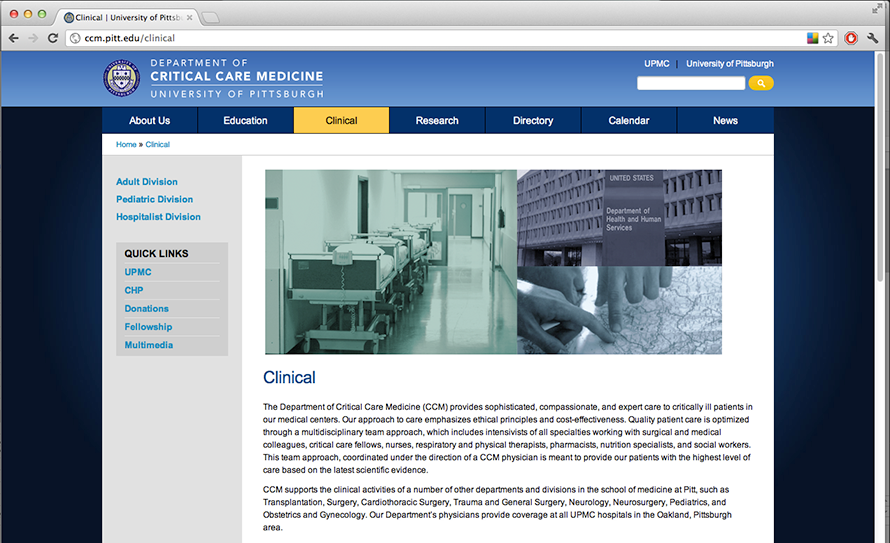 Clinical | University of Pittsbu
ccm.pitt.edu/clinical
DEPARTMENT OF
CRITICAL CARE MEDICINE
UNIVERSITY OF PITTSBURGH
UPMC | University of Pittsburgh
About Us Education Clinical Research Directory Calendar News
Home » Clinical
Adult Division
Pediatric Division
Hospitalist Division
QUICK LINKS
UPMC
CHP
Donations
Fellowship
Multimedia
UNITED STATES
Department of
Health and Human
Services
Clinical
The Department of Critical Care Medicine (CCM) provides sophisticated, compassionate, and expert care to critically ill patients in
our medical centers. Our approach to care emphasizes ethical principles and cost-effectiveness. Quality patient care is optimized
through a multidisciplinary team approach, which includes intensivists of all specialties working with surgical and medical
colleagues, critical care fellows, nurses, respiratory and physical therapists, pharmacists, nutrition specialists, and social workers.
This team approach, coordinated under the direction of a CCM physician is meant to provide our patients with the highest level of
care based on the latest scientific evidence.
CCM supports the clinical activities of a number of other departments and divisions in the school of medicine at Pitt, such as
Transplantation, Surgery, Cardiothoracic Surgery, Trauma and General Surgery, Neurology, Neurosurgery, Pediatrics, and
Obstetrics and Gynecology. Our Department's physicians provide coverage at all UPMC hospitals in the Oakland, Pittsburgh
area.